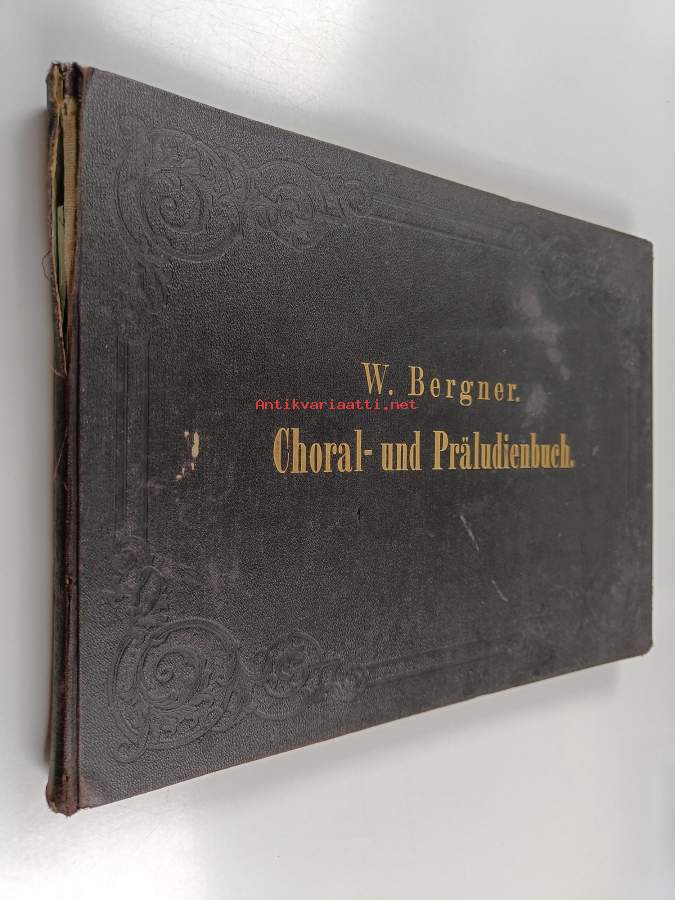 W. Bergner.
Antikvariaatti.net
Choral- und Präludienbuch.